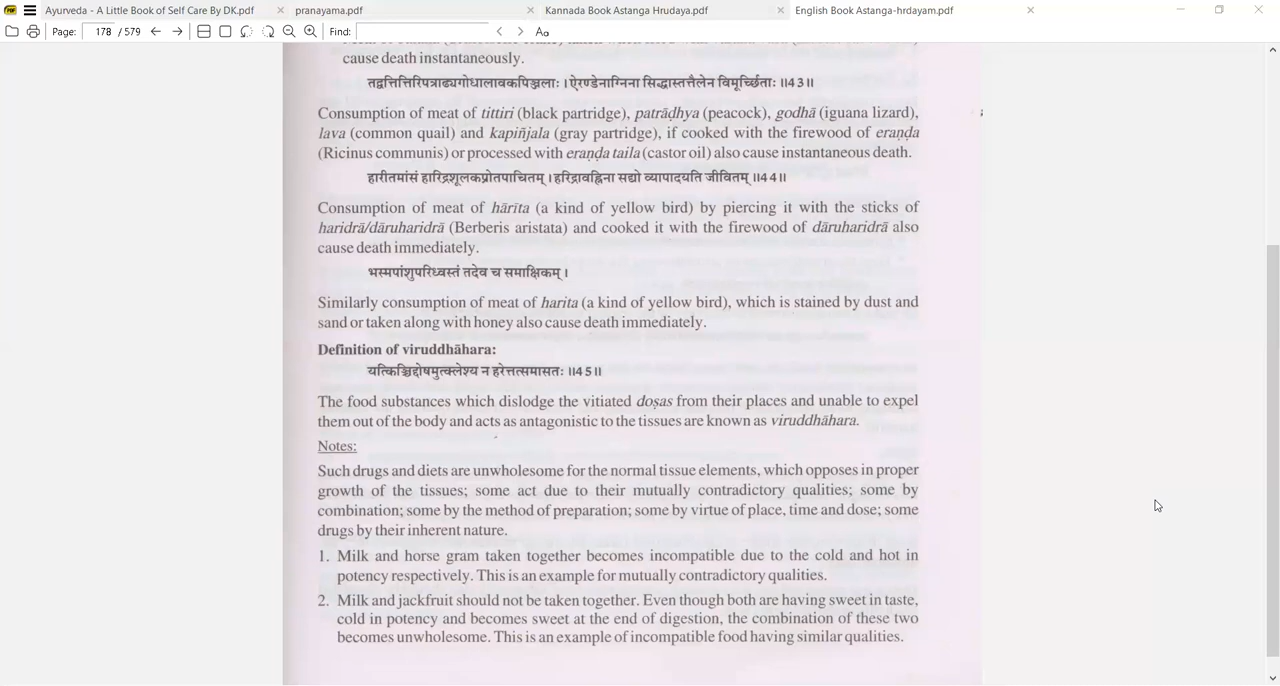 Ayurveda - A Little Book of Self Care By DK.pdf × pranayama.pdf × Kannada Book Astanga Hrudaya.pdf × English Book Astanga-hrdayam.pdf ×
Page: 178 / 579 Find: Aa
cause death instantaneously.
तद्वत्तित्तिरिपत्राढ्यगोधालावकपिञ्जलाः । ऐरण्डेनाग्निना सिद्धास्तत्तैलेन विमूर्च्छिताः ॥43॥
Consumption of meat of tittiri (black partridge), patrāḍhya (peacock), godhā (iguana lizard),
lava (common quail) and kapiñjala (gray partridge), if cooked with the firewood of eraṇḍa
(Ricinus communis) or processed with eraṇḍa taila (castor oil) also cause instantaneous death.
हारीतमांसं हारिद्रशूलकप्रोतपाचितम् । हरिद्रावह्निना सद्यो व्यापादयति जीवितम् ॥44॥
Consumption of meat of hārīta (a kind of yellow bird) by piercing it with the sticks of
haridrā/dāruharidrā (Berberis aristata) and cooked it with the firewood of dāruharidrā also
cause death immediately.
भस्मपांशुपरिध्वस्तं तदेव च समाक्षिकम् ।
Similarly consumption of meat of harita (a kind of yellow bird), which is stained by dust and
sand or taken along with honey also cause death immediately.
Definition of viruddhāhara:
यत्किञ्चिद्दोषमुत्क्लेश्य न हरेत्तत्समासतः ॥45॥
The food substances which dislodge the vitiated doṣas from their places and unable to expel
them out of the body and acts as antagonistic to the tissues are known as viruddhāhara.
Notes:
Such drugs and diets are unwholesome for the normal tissue elements, which opposes in proper
growth of the tissues; some act due to their mutually contradictory qualities; some by
combination; some by the method of preparation; some by virtue of place, time and dose; some
drugs by their inherent nature.
1. Milk and horse gram taken together becomes incompatible due to the cold and hot in
potency respectively. This is an example for mutually contradictory qualities.
2. Milk and jackfruit should not be taken together. Even though both are having sweet in taste,
cold in potency and becomes sweet at the end of digestion, the combination of these two
becomes unwholesome. This is an example of incompatible food having similar qualities.